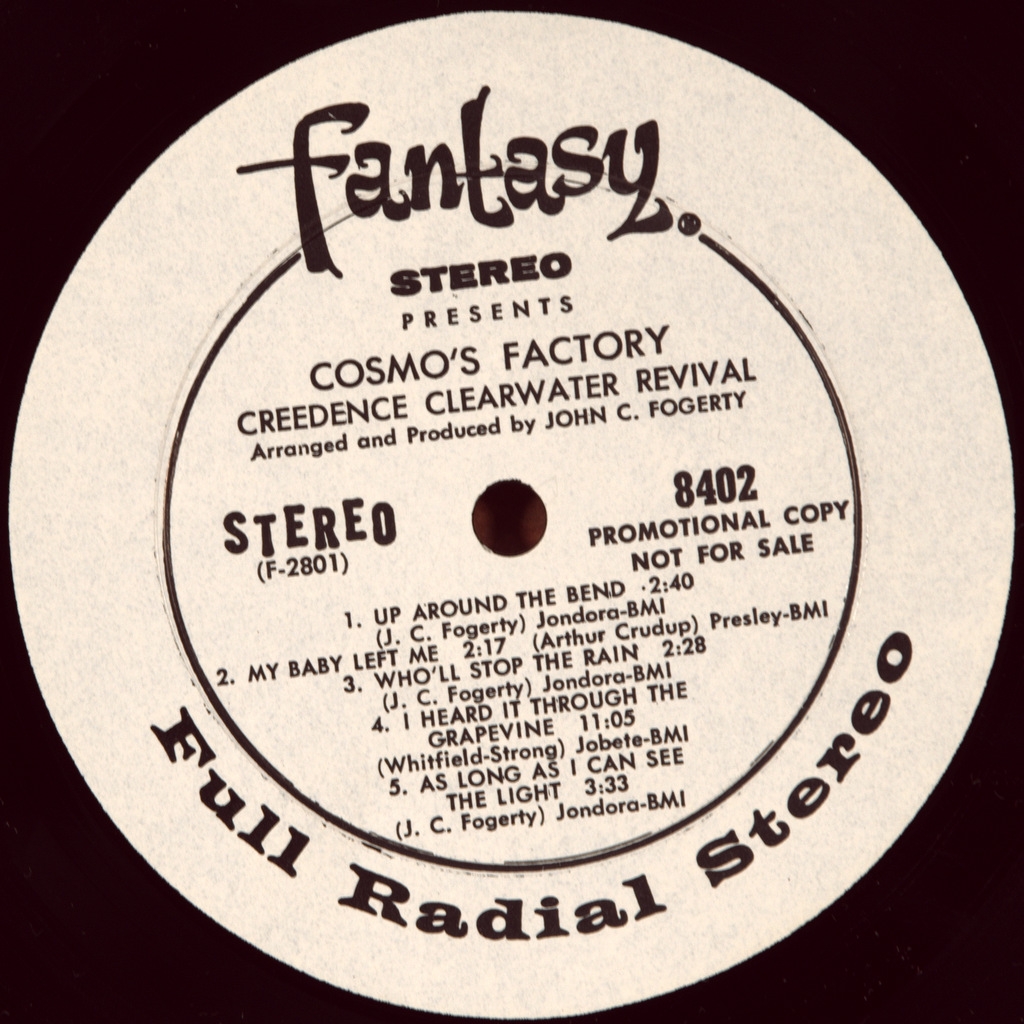 fantasy.
STEREO
PRESENTS
COSMO'S FACTORY
CREEDENCE CLEARWATER REVIVAL
Arranged and Produced by JOHN C. FOGERTY
STEREO
(F-2801)
8402
PROMOTIONAL COPY
NOT FOR SALE
1. UP AROUND THE BEND ·2:40
(J. C. Fogerty) Jondora-BMI
2. MY BABY LEFT ME 2:17 (Arthur Crudup) Presley-BMI
3. WHO'LL STOP THE RAIN 2:28
(J. C. Fogerty) Jondora-BMI
4. I HEARD IT THROUGH THE
GRAPEVINE 11:05
(Whitfield-Strong) Jobete-BMI
5. AS LONG AS I CAN SEE
THE LIGHT 3:33
(J. C. Fogerty) Jondora-BMI
Full Radial Stereo